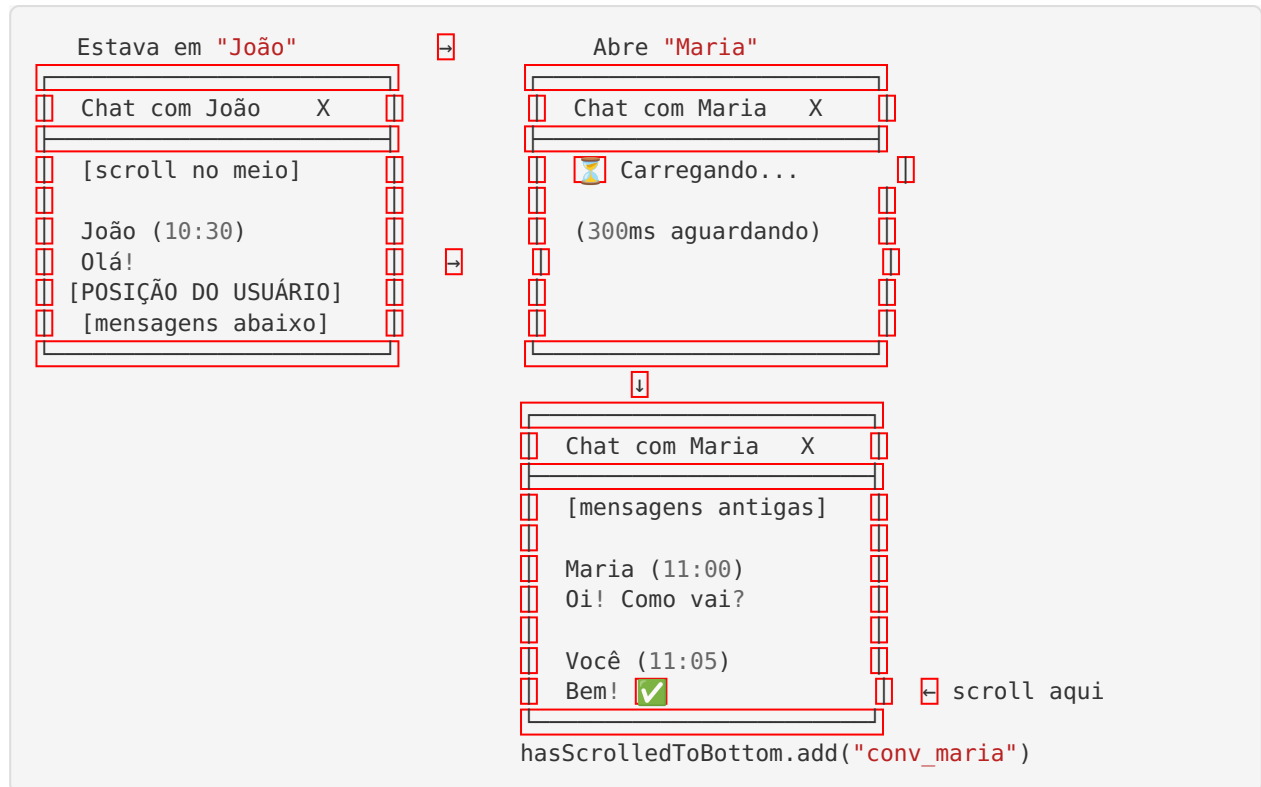 Estava em "João" → Abre "Maria"
Chat com João X Chat com Maria X
[scroll no meio] ⏳ Carregando...
João (10:30) (300ms aguardando)
Olá! →
[POSIÇÃO DO USUÁRIO]
[mensagens abaixo]
↓
Chat com Maria X
[mensagens antigas]
Maria (11:00)
Oi! Como vai?
Você (11:05)
Bem! ✅ ← scroll aqui
hasScrolledToBottom.add("conv_maria")